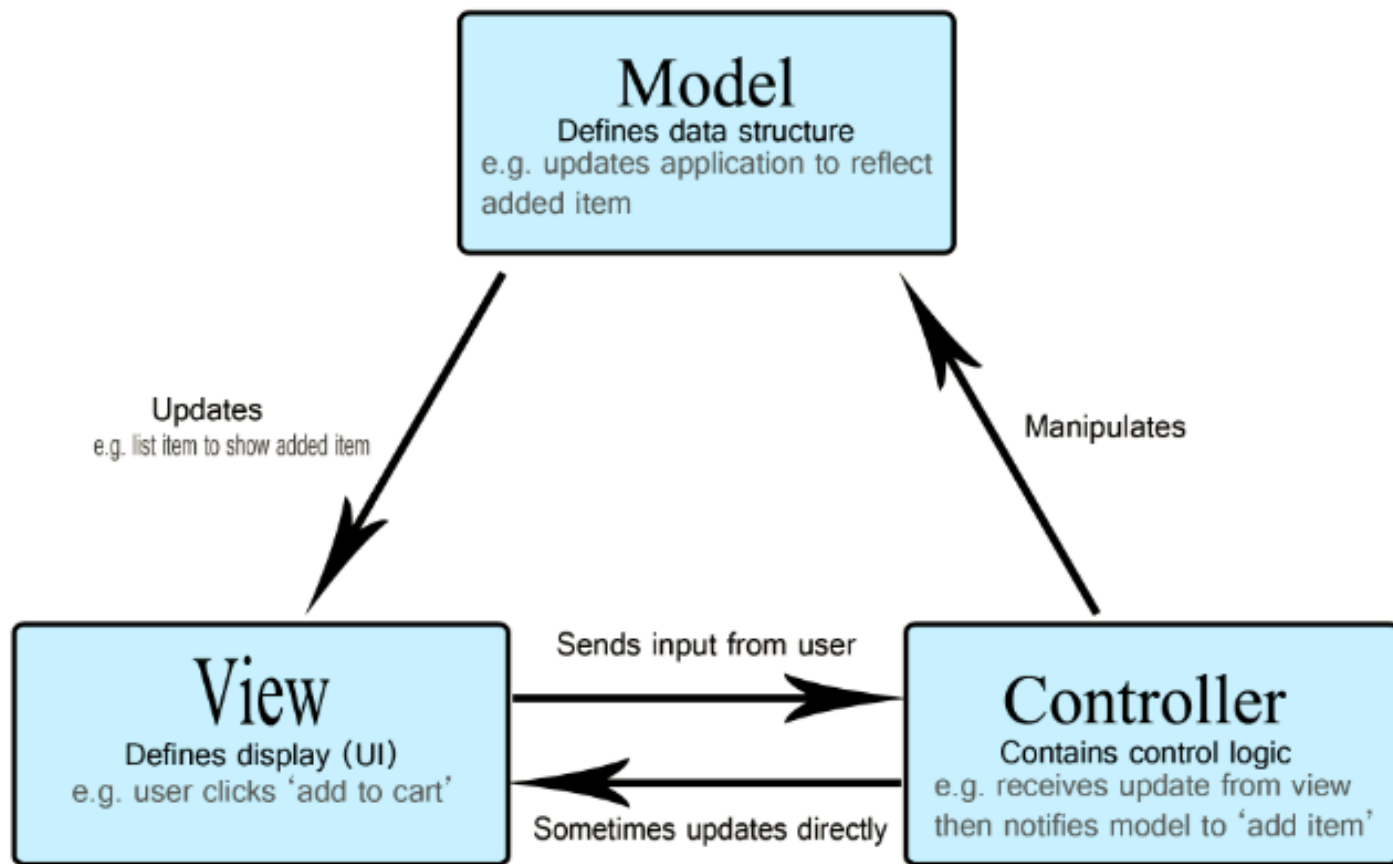 Model
Defines data structure
e.g. updates application to reflect
added item
Updates
e.g. list item to show added item
Manipulates
Sends input from user
View
Defines display (UI)
e.g. user clicks ‘add to cart’
Controller
Contains control logic
e.g. receives update from view
then notifies model to ‘add item’
Sometimes updates directly